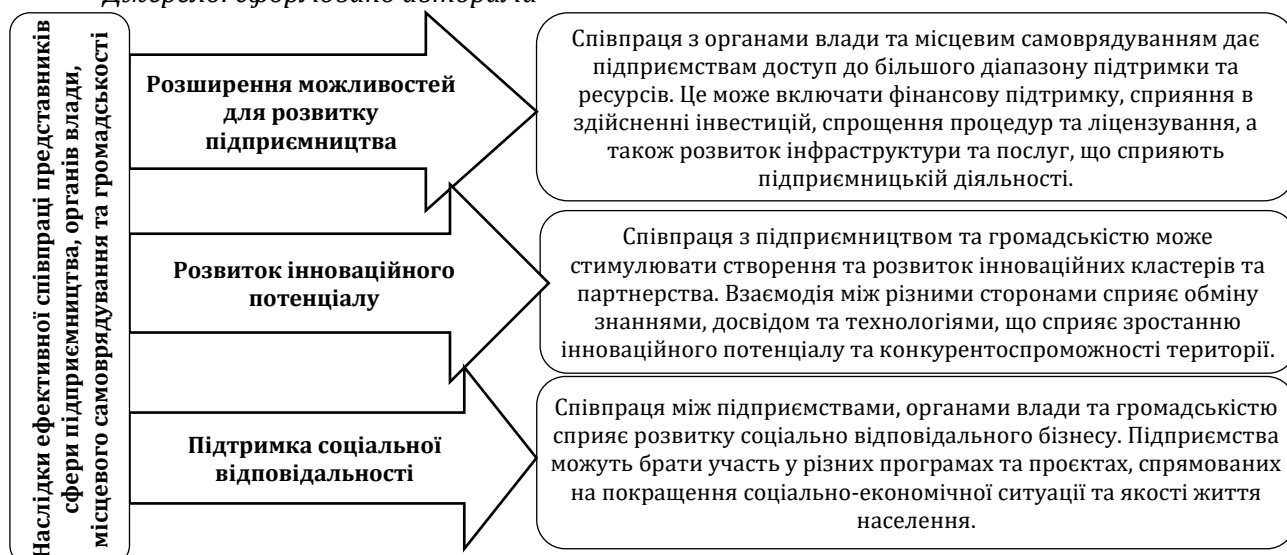 Джерело: сформовано авторами
Наслідки ефективної співпраці представників
сфери підприємництва, органів влади,
місцевого самоврядування та громадськості
Розширення можливостей
для розвитку
підприємництва
Співпраця з органами влади та місцевим самоврядуванням дає
підприємствам доступ до більшого діапазону підтримки та
ресурсів. Це може включати фінансову підтримку, сприяння в
здійсненні інвестицій, спрощення процедур та ліцензування, а
також розвиток інфраструктури та послуг, що сприяють
підприємницькій діяльності.
Розвиток інноваційного
потенціалу
Співпраця з підприємництвом та громадськістю може
стимулювати створення та розвиток інноваційних кластерів та
партнерства. Взаємодія між різними сторонами сприяє обміну
знаннями, досвідом та технологіями, що сприяє зростанню
інноваційного потенціалу та конкурентоспроможності території.
Підтримка соціальної
відповідальності
Співпраця між підприємствами, органами влади та громадськістю
сприяє розвитку соціально відповідального бізнесу. Підприємства
можуть брати участь у різних програмах та проєктах, спрямованих
на покращення соціально-економічної ситуації та якості життя
населення.